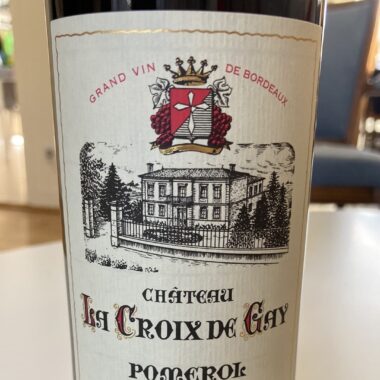 GRAND VIN DE BORDEAUX
CHÂTEAU
LA CROIX DE GAY
POMEROL